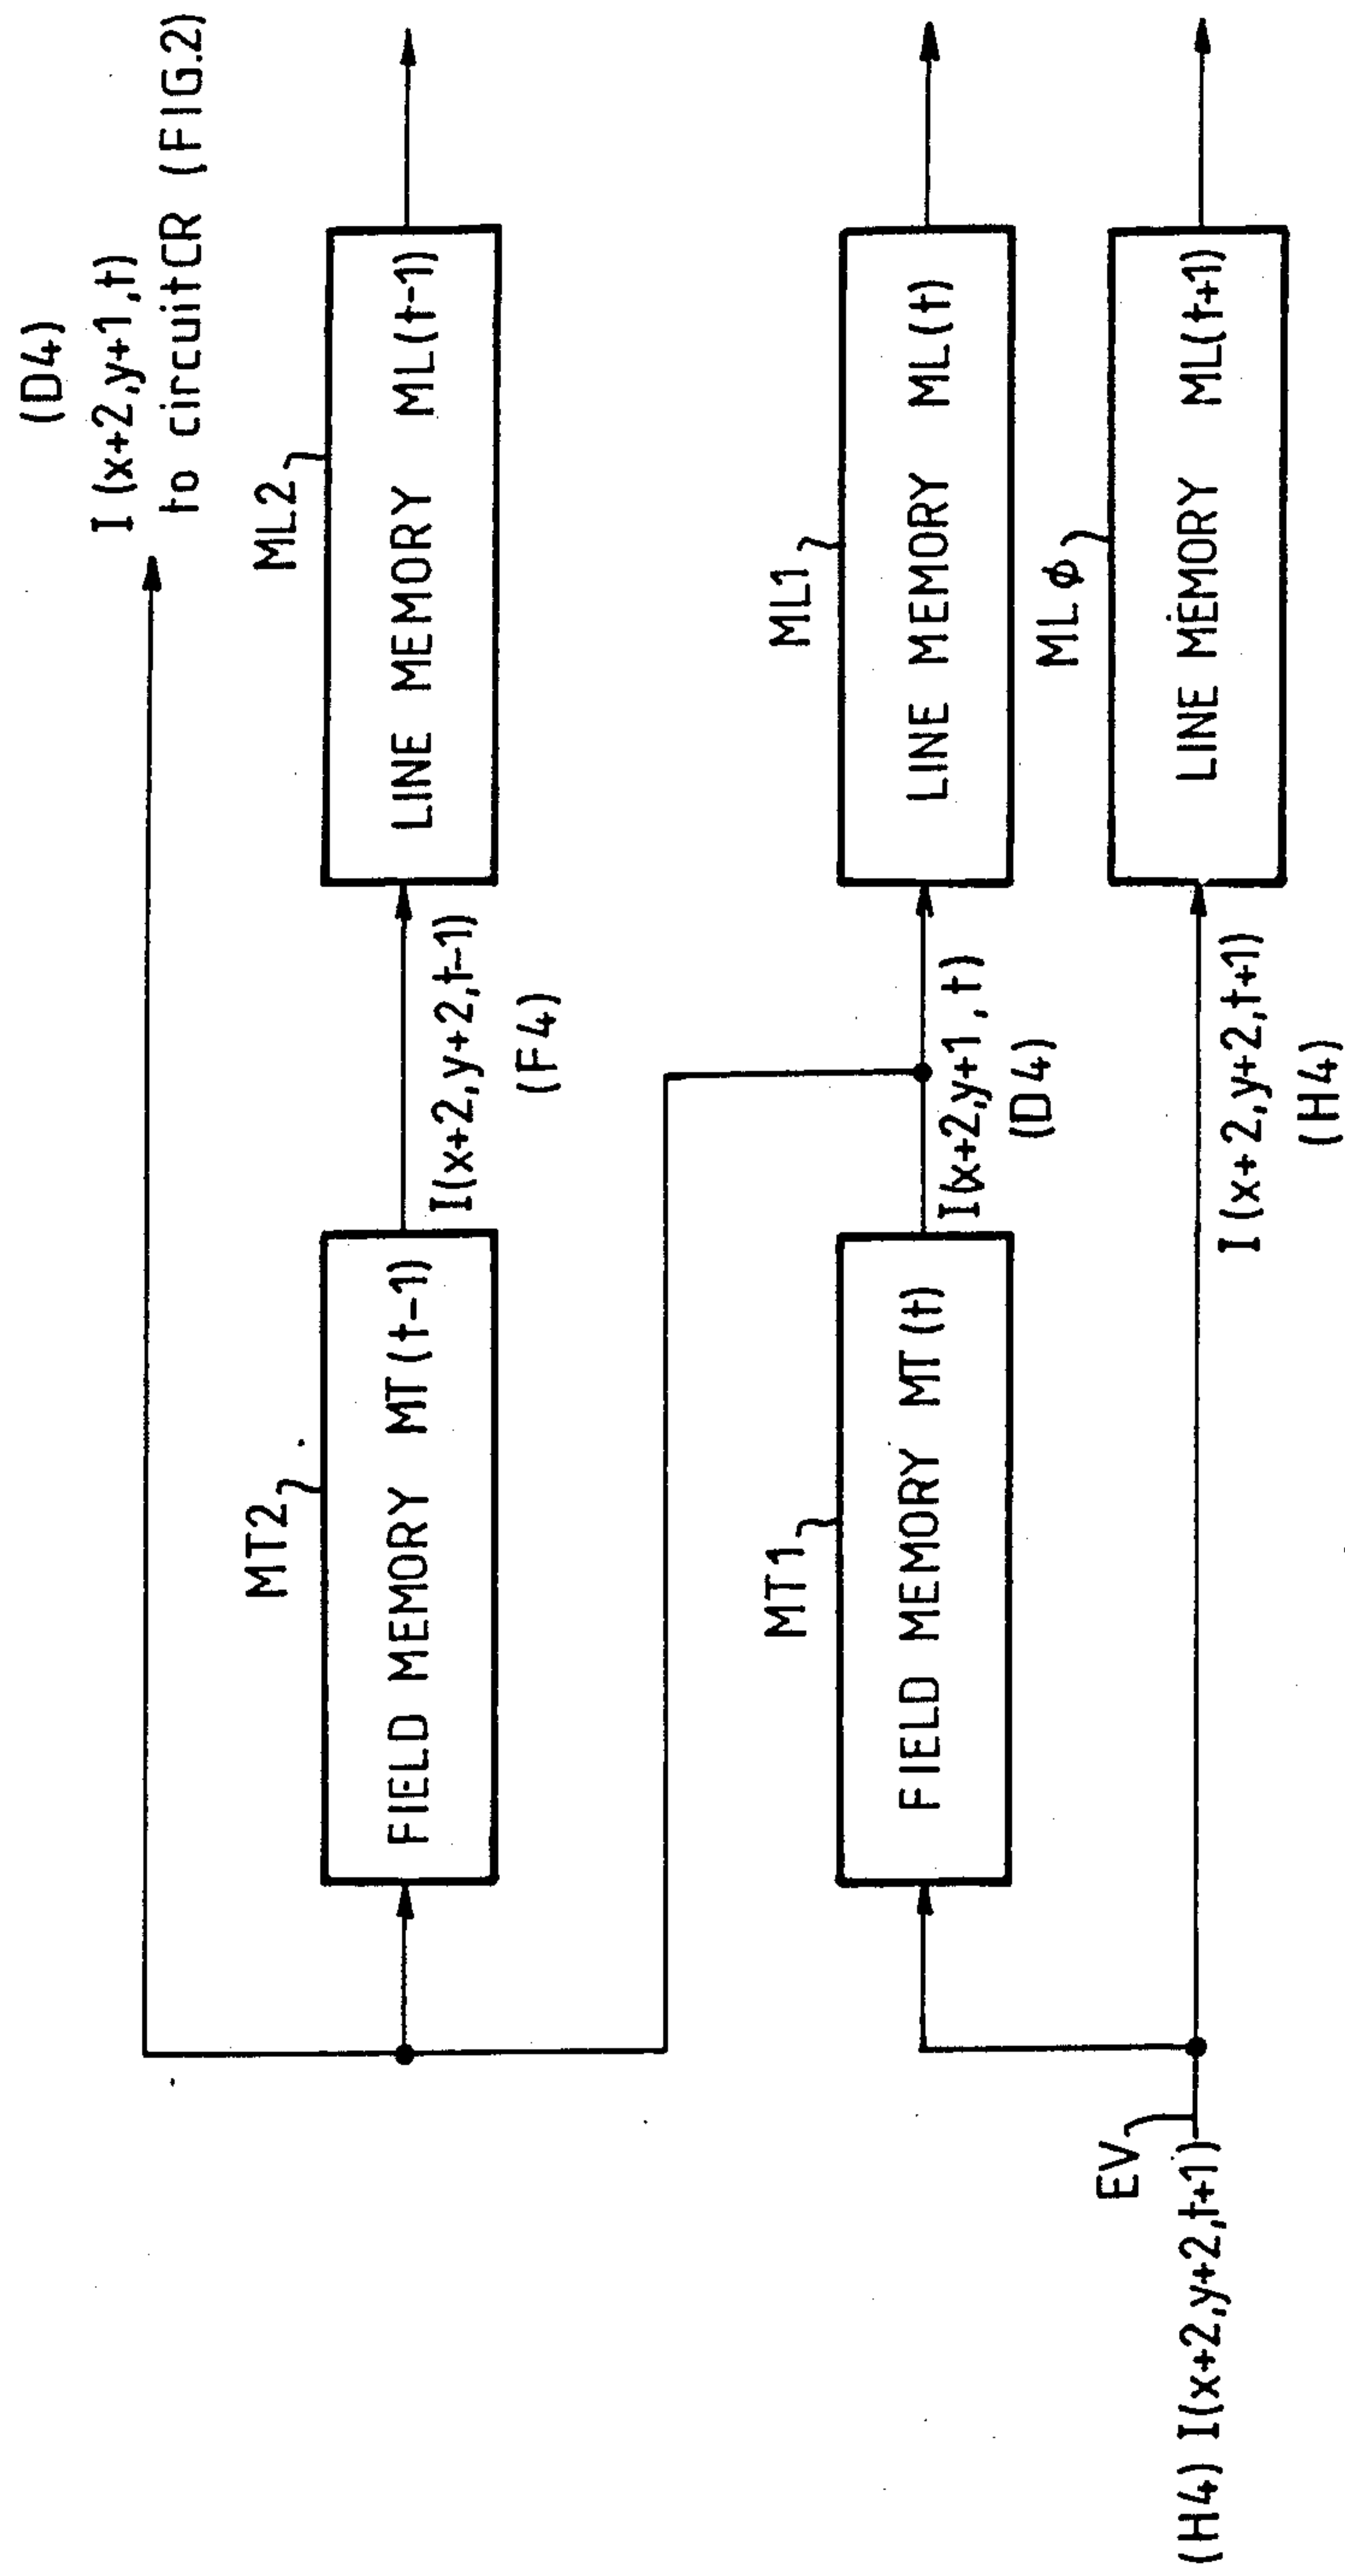 (D4)
I(x+2,y+1,t)
to circuit CR (FIG.2)
MT2
FIELD MEMORY MT(t-1)
I(x+2,y+2,t-1)
(F4)
ML2
LINE MEMORY ML(t-1)
MT1
FIELD MEMORY MT(t)
I(x+2,y+1,t)
(D4)
ML1
LINE MEMORY ML(t)
EV
(H4) I(x+2,y+2,t+1)
I(x+2,y+2,t+1)
(H4)
MLϕ
LINE MEMORY ML(t+1)